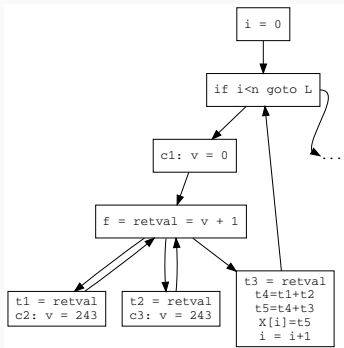 i = 0
if i<n goto L
...
c1: v = 0
f = retval = v + 1
t1 = retval
c2: v = 243
t2 = retval
c3: v = 243
t3 = retval
t4=t1+t2
t5=t4+t3
X[i]=t5
i = i+1